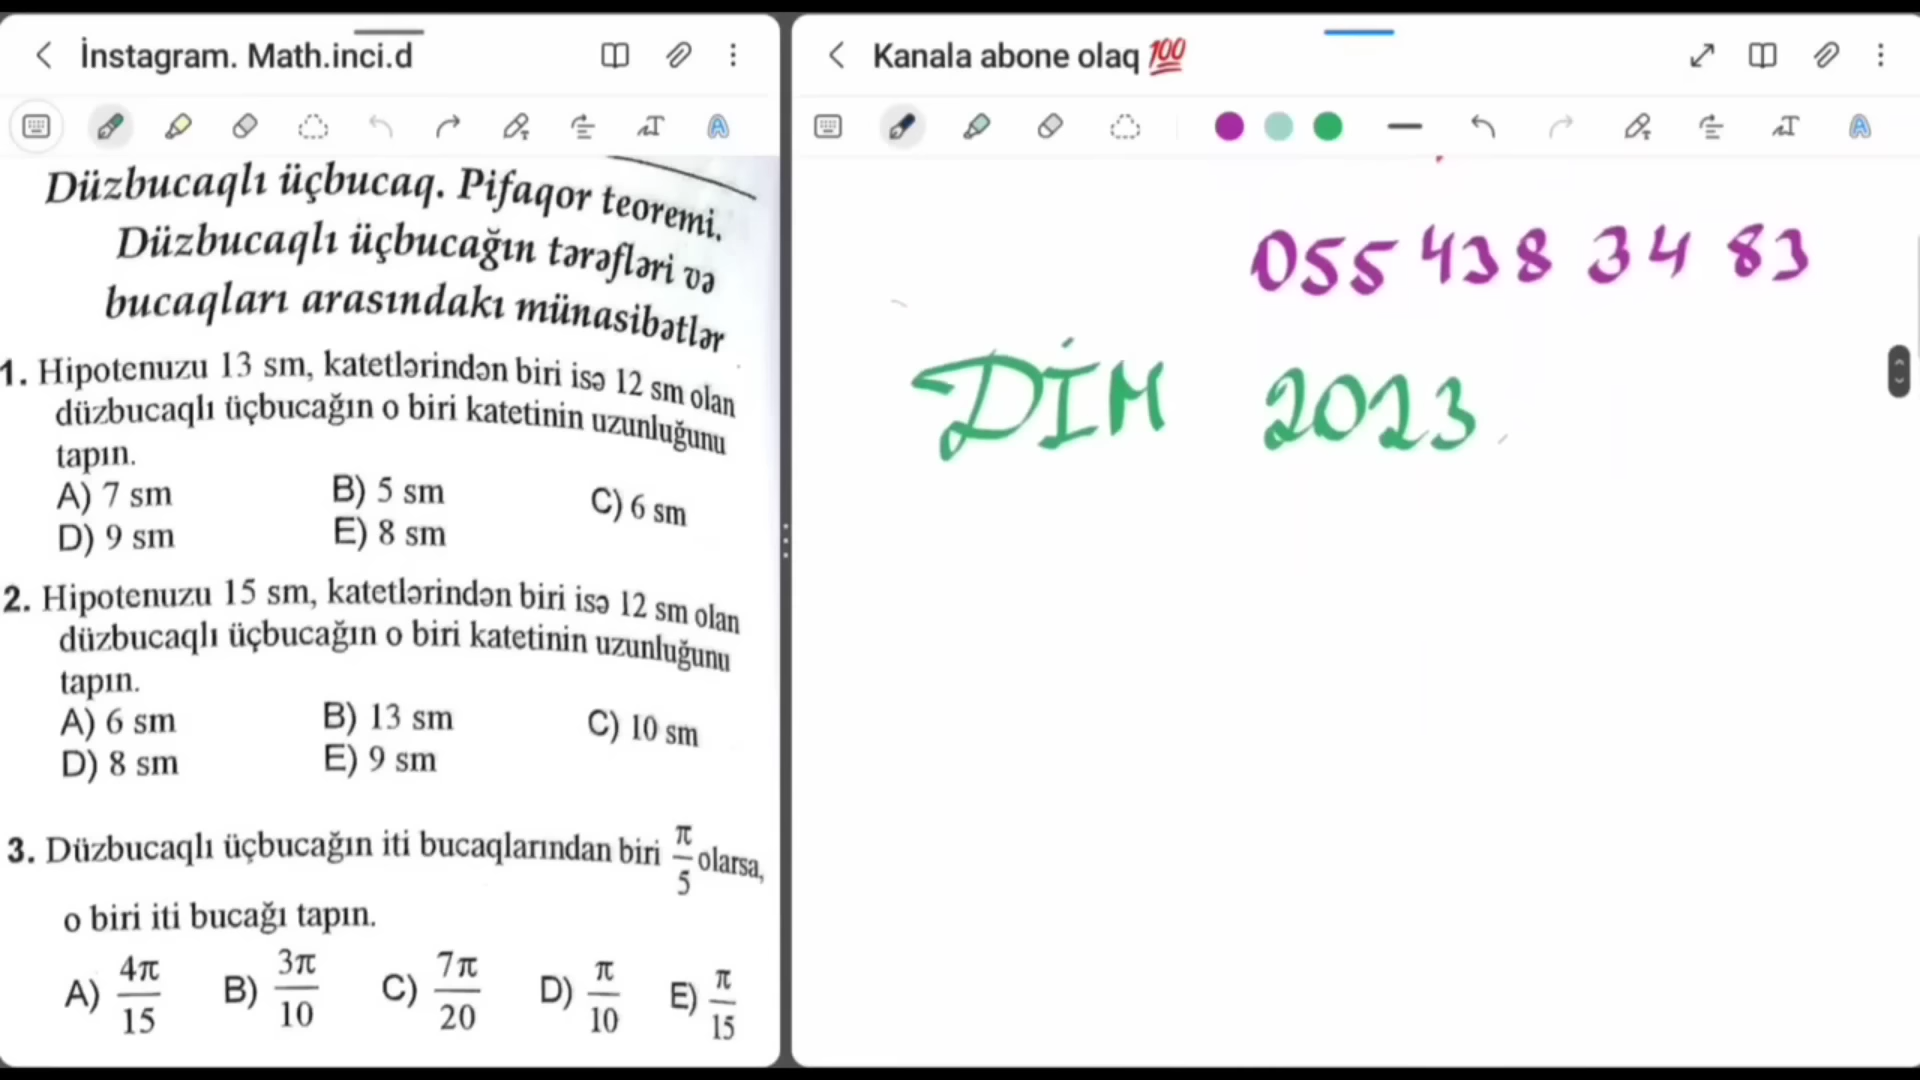 İnstagram. Math.inci.d
Düzbucaqlı üçbucaq. Pifaqor teoremi.
Düzbucaqlı üçbucağın tərəfləri və
bucaqları arasındakı münasibətlər
1. Hipotenuzu 13 sm, katetlərindən biri isə 12 sm olan
düzbucaqlı üçbucağın o biri katetinin uzunluğunu
tapın.
A) 7 sm B) 5 sm C) 6 sm
D) 9 sm E) 8 sm
2. Hipotenuzu 15 sm, katetlərindən biri isə 12 sm olan
düzbucaqlı üçbucağın o biri katetinin uzunluğunu
tapın.
A) 6 sm B) 13 sm C) 10 sm
D) 8 sm E) 9 sm
3. Düzbucaqlı üçbucağın iti bucaqlarından biri π/5 olarsa,
o biri iti bucağı tapın.
A) 4π/15 B) 3π/10 C) 7π/20 D) π/10 E) π/15
Kanala abone olaq 💯
055 438 34 83
DİM 2023